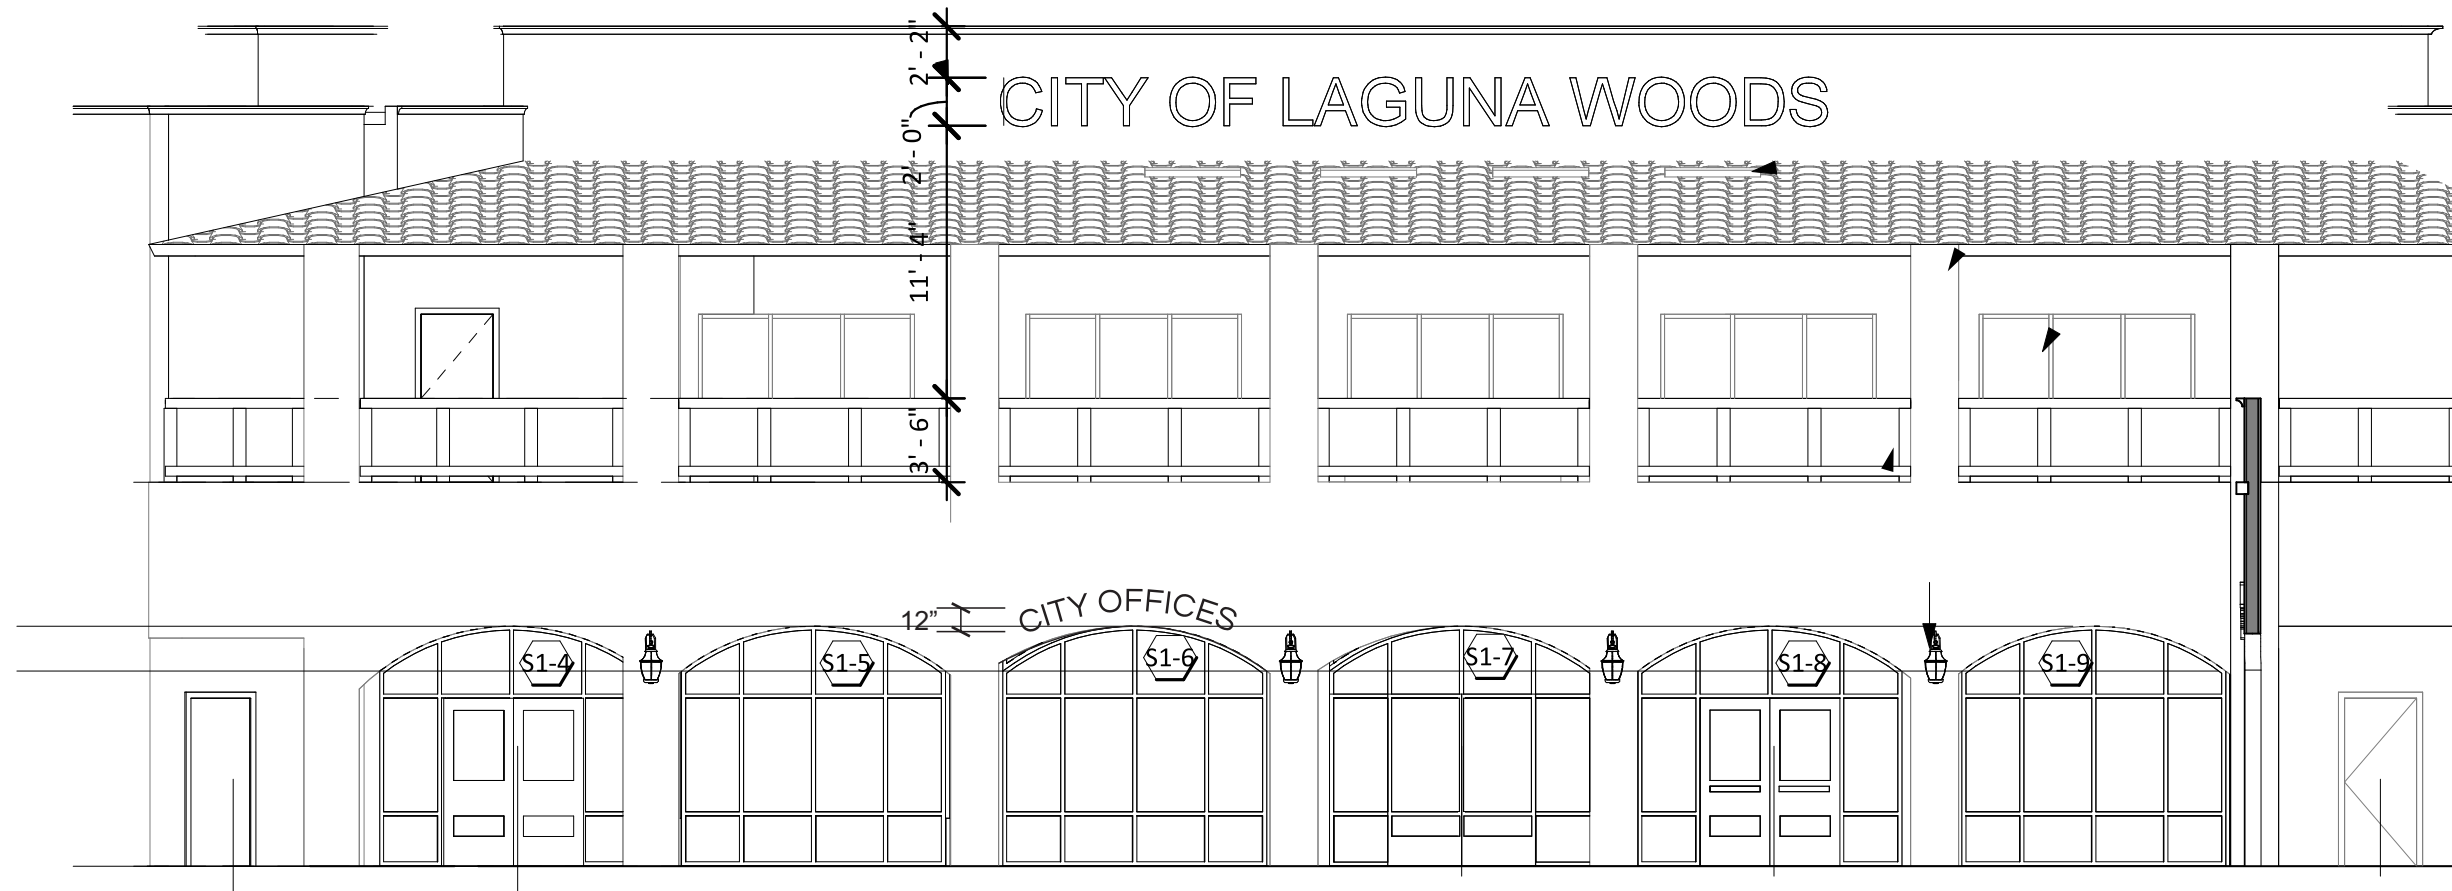 2' - 2"
CITY OF LAGUNA WOODS
2' - 0"
11' - 4"
3' - 6"
12”
CITY OFFICES
S1-4
S1-5
S1-6
S1-7
S1-8
S1-9